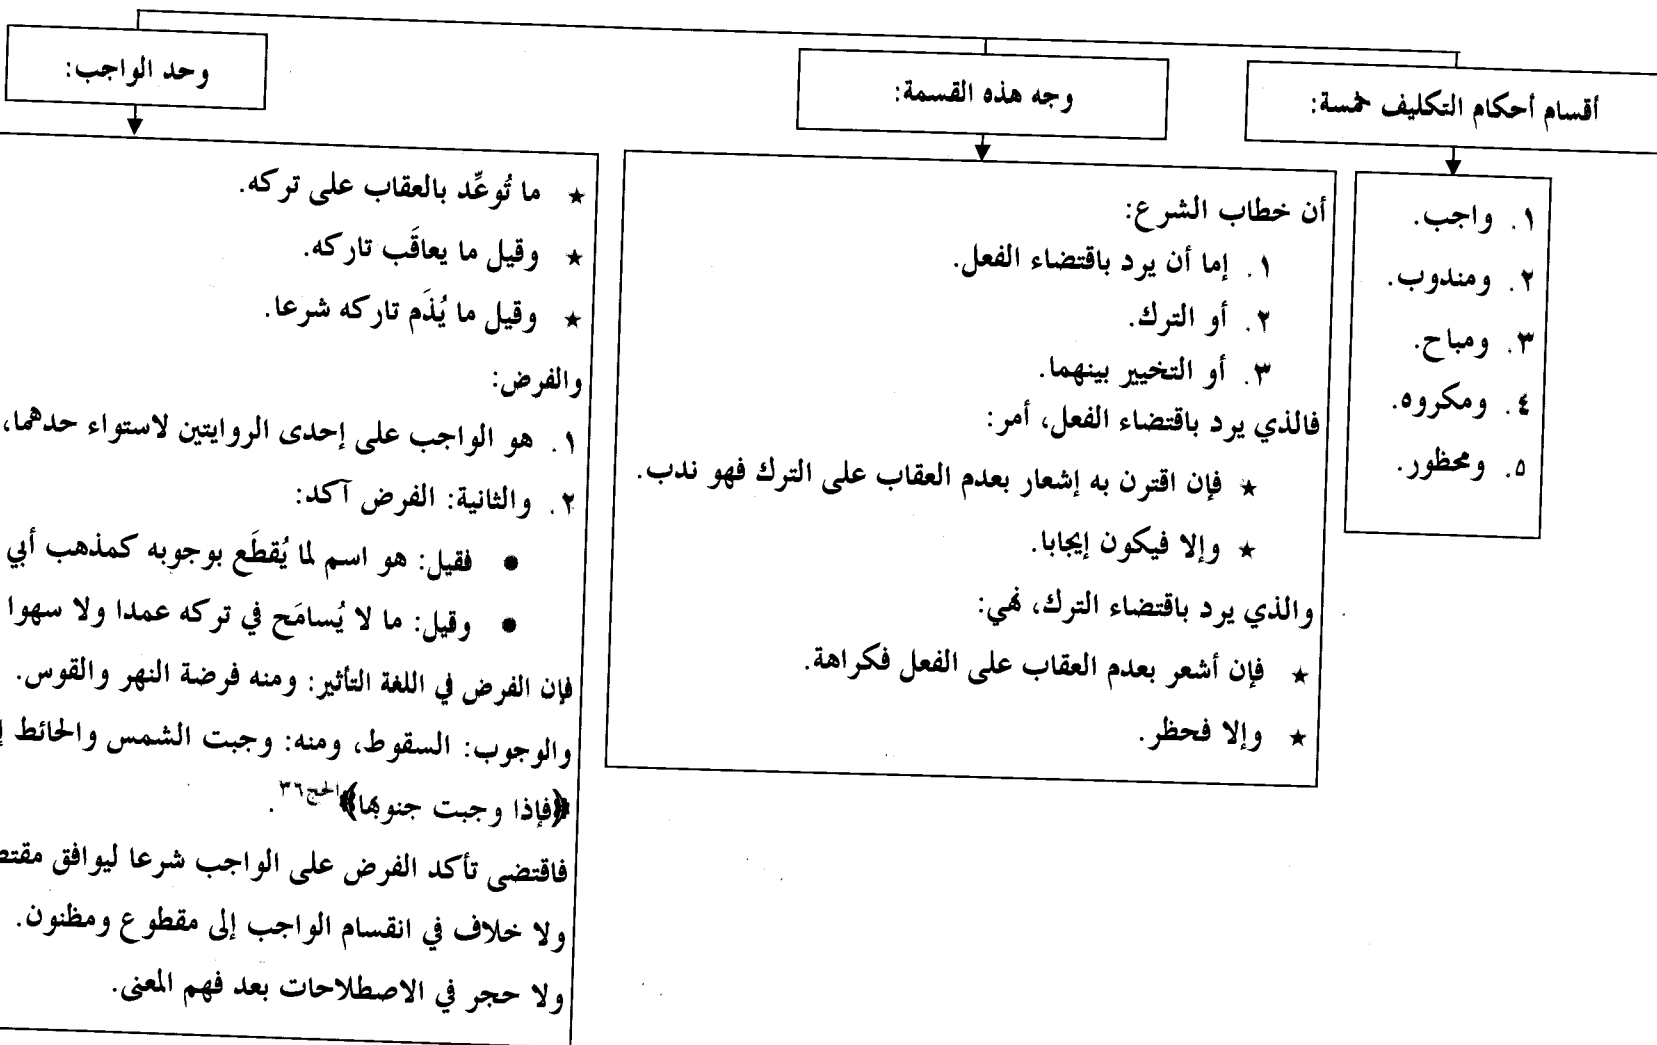 أقسام أحكام التكليف خمسة:
١. واجب.
٢. ومندوب.
٣. ومباح.
٤. ومكروه.
٥. ومحظور.
وجه هذه القسمة:
أن خطاب الشرع:
١. إما أن يرد باقتضاء الفعل.
٢. أو الترك.
٣. أو التخيير بينهما.
فالذي يرد باقتضاء الفعل، أمر:
★ فإن اقترن به إشعار بعدم العقاب على الترك فهو ندب.
★ وإلا فيكون إيجابا.
والذي يرد باقتضاء الترك، نهي:
★ فإن أشعر بعدم العقاب على الفعل فكراهة.
★ وإلا فحظر.
وحد الواجب:
★ ما تُوعِّد بالعقاب على تركه.
★ وقيل ما يعاقَب تاركه.
★ وقيل ما يُذَم تاركه شرعا.
والفرض:
١. هو الواجب على إحدى الروايتين لاستواء حدهما،
٢. والثانية: الفرض آكد:
● فقيل: هو اسم لما يُقطَع بوجوبه كمذهب أبي
● وقيل: ما لا يُسامَح في تركه عمدا ولا سهوا
فإن الفرض في اللغة التأثير: ومنه فرضة النهر والقوس.
والوجوب: السقوط، ومنه: وجبت الشمس والحائط
﴿فإذا وجبت جنوبها﴾ الحج٣٦.
فاقتضى تأكد الفرض على الواجب شرعا ليوافق
ولا خلاف في انقسام الواجب إلى مقطوع ومظنون.
ولا حجر في الاصطلاحات بعد فهم المعنى.